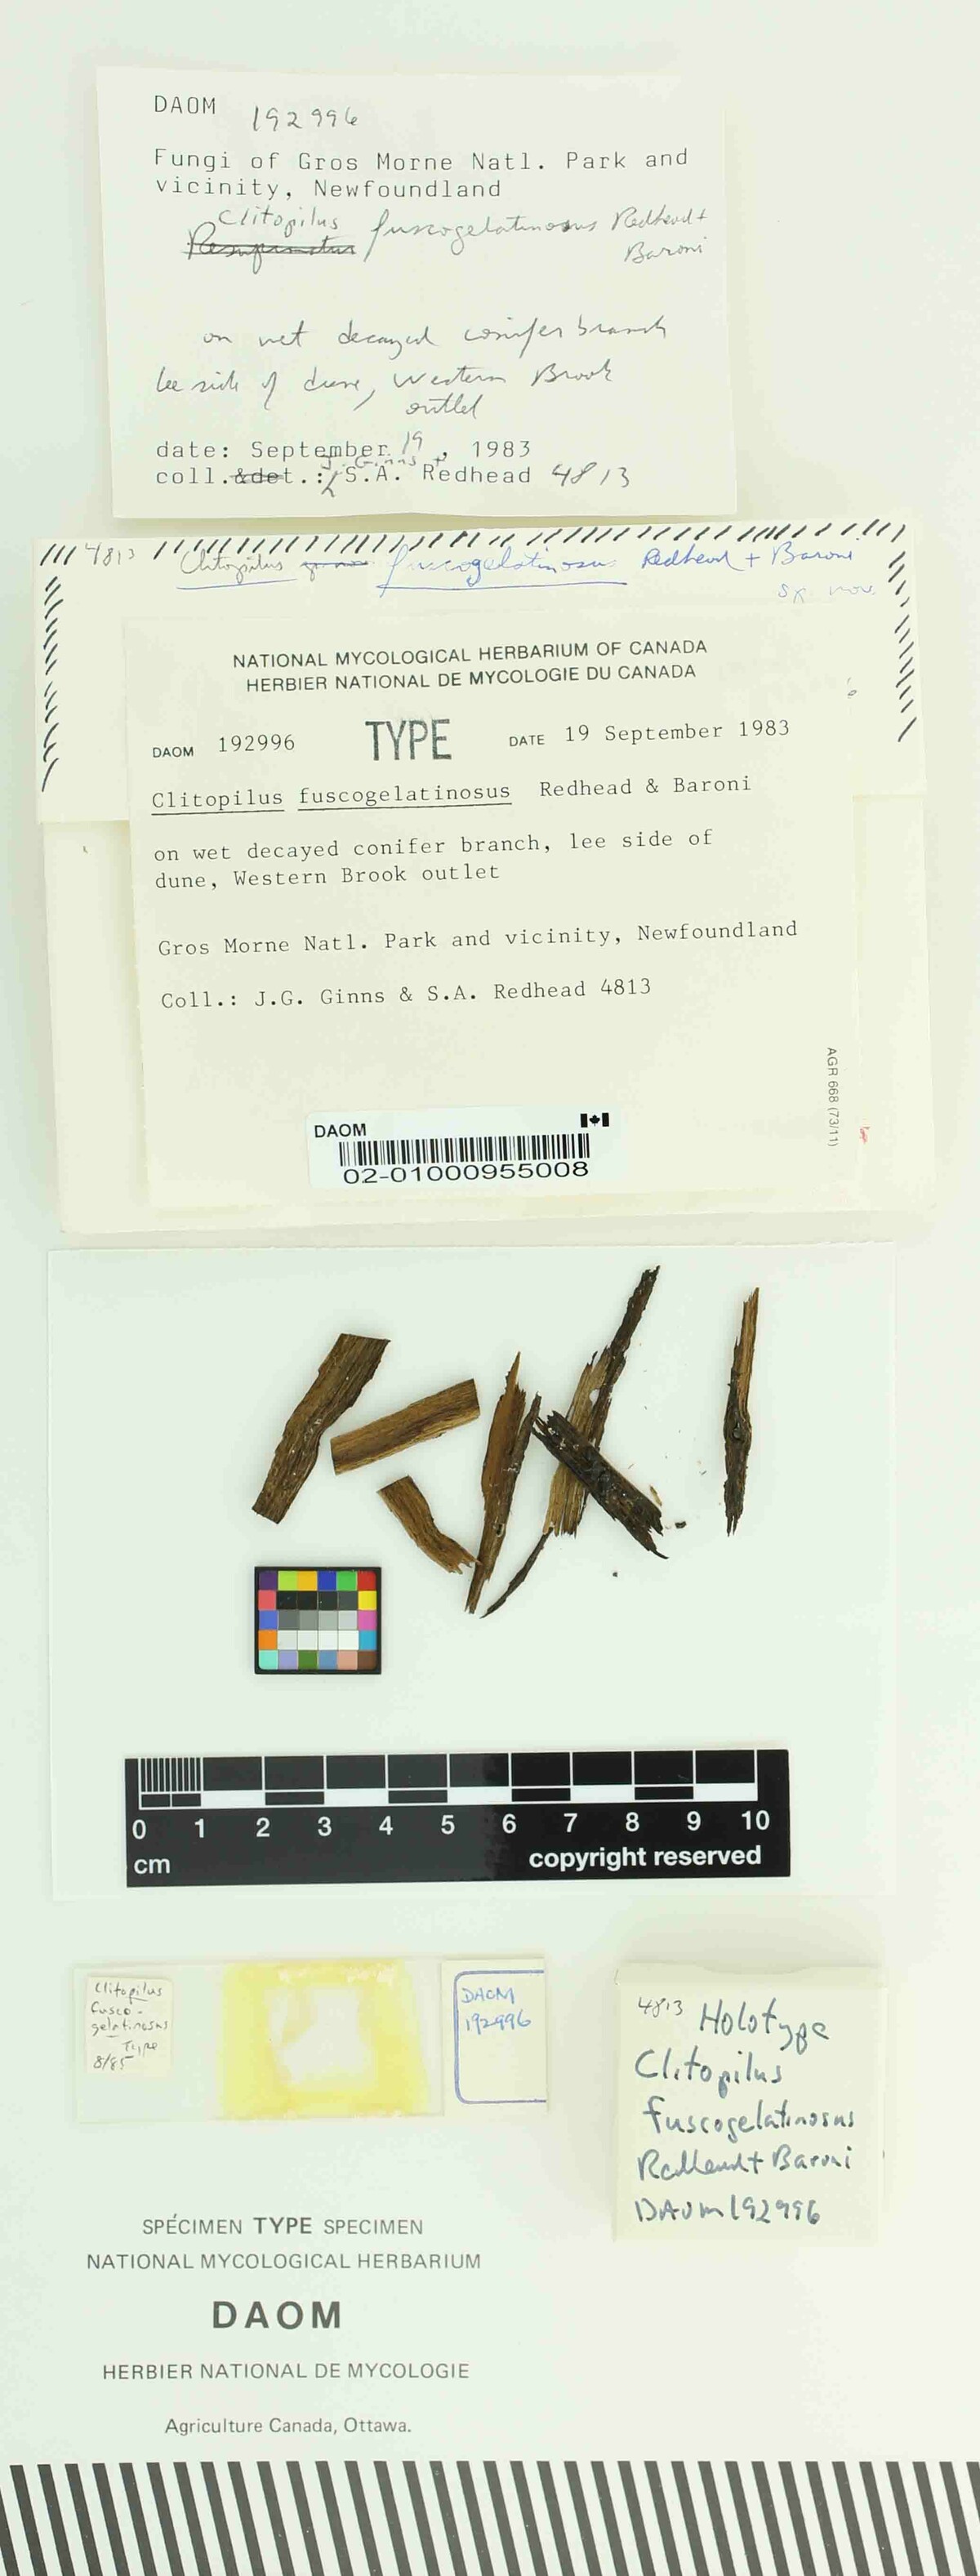 DAOM 192996
Fungi of Gros Morne Natl. Park and
vicinity, Newfoundland
Clitopilus
Resupinatus fuscogelatinosus Redhead +
Baroni
on wet decayed conifer branch
lee side of dune, Western Brook
outlet
date: September 19, 1983
J. Ginns +
coll.&det.: S.A. Redhead 4813
4813 Clitopilus fuscogelatinosus Redhead + Baroni
sp. nov.
NATIONAL MYCOLOGICAL HERBARIUM OF CANADA
HERBIER NATIONAL DE MYCOLOGIE DU CANADA
DAOM 192996 TYPE DATE 19 September 1983
Clitopilus fuscogelatinosus Redhead & Baroni
on wet decayed conifer branch, lee side of
dune, Western Brook outlet
Gros Morne Natl. Park and vicinity, Newfoundland
Coll.: J.G. Ginns & S.A. Redhead 4813
AGR 668 (73/11)
DAOM
02-01000955008
0 1 2 3 4 5 6 7 8 9 10
cm copyright reserved
Clitopilus
fusco-
gelatinosus
Type
8/85
DAOM
192996
4813 Holotype
Clitopilus
fuscogelatinosus
Redhead + Baroni
DAOM 192996
SPÉCIMEN TYPE SPECIMEN
NATIONAL MYCOLOGICAL HERBARIUM
DAOM
HERBIER NATIONAL DE MYCOLOGIE
Agriculture Canada, Ottawa.